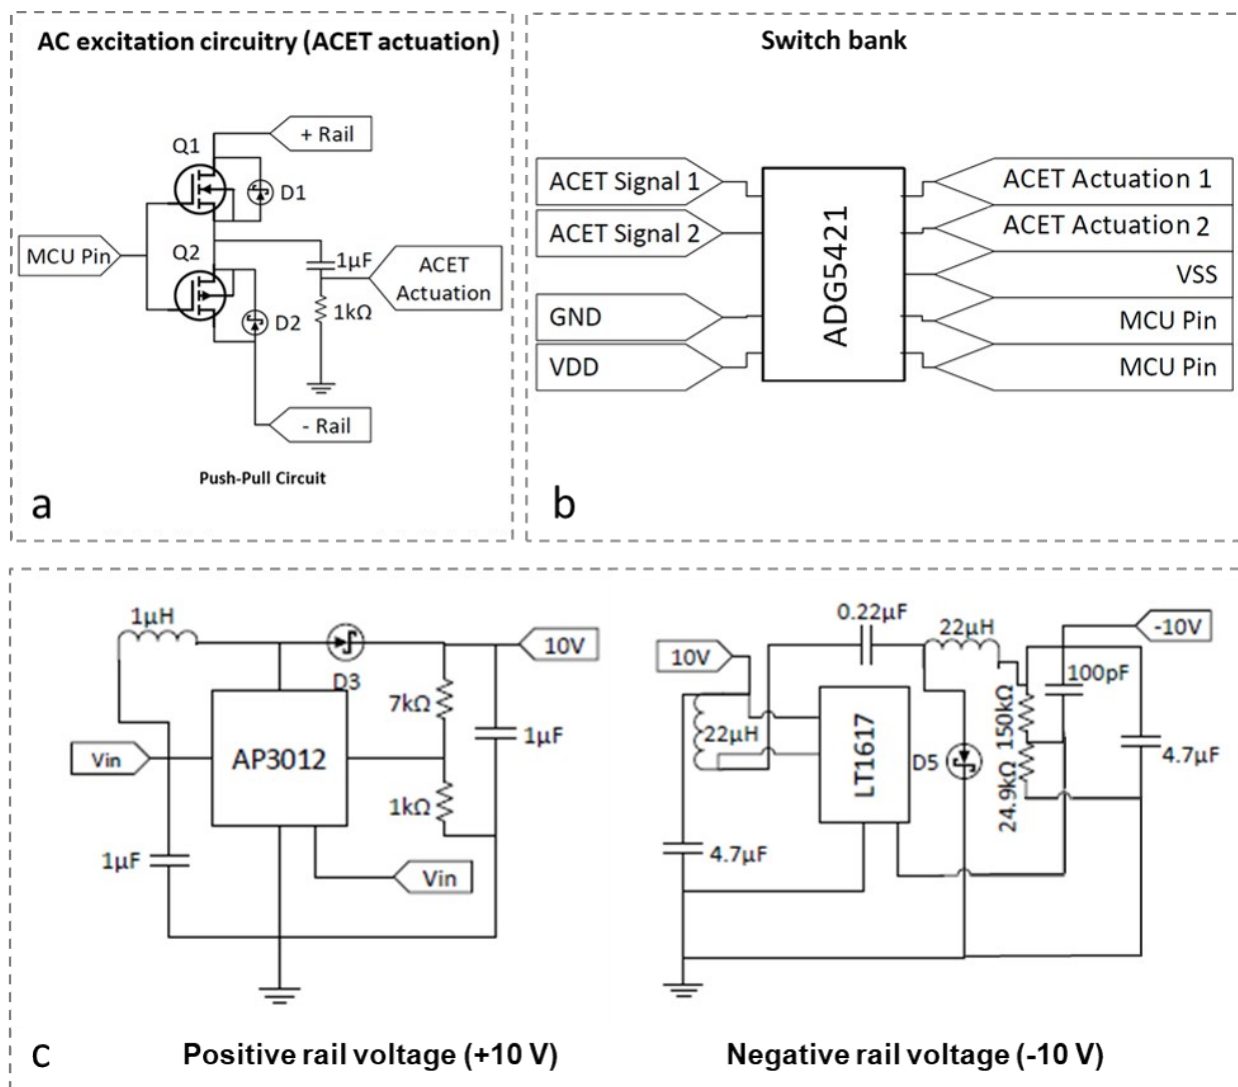 AC excitation circuitry (ACET actuation)
Q1
+ Rail
D1
MCU Pin
Q2
1µF
ACET
Actuation
D2
1kΩ
- Rail
Push-Pull Circuit
a
Switch bank
ACET Signal 1
ACET Signal 2
GND
VDD
ADG5421
ACET Actuation 1
ACET Actuation 2
VSS
MCU Pin
MCU Pin
b
1µH
D3
10V
7kΩ
1µF
Vin
AP3012
1kΩ
1µF
Vin
Positive rail voltage (+10 V)
0.22µF
22µH
-10V
10V
100pF
22µH
150kΩ
LT1617
D5
4.7µF
24.9kΩ
4.7µF
Negative rail voltage (-10 V)
c